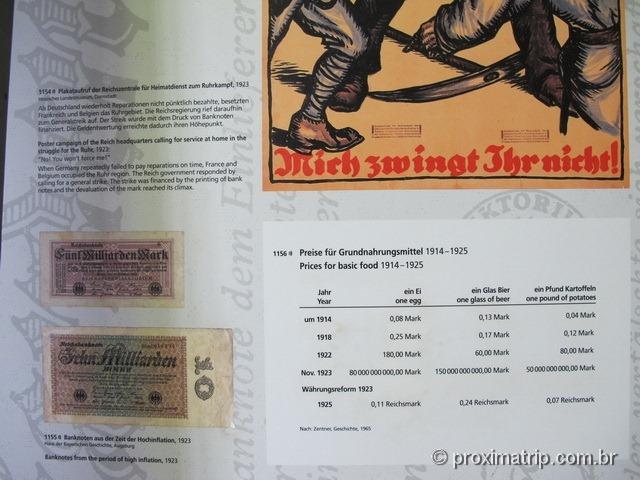 Mich zwingt Ihr nicht!
1154 Plakataufruf der Reichszentrale für Heimatdienst zum Ruhrkampf, 1923
Hessisches Landesmuseum, Darmstadt
Als Deutschland wiederholt Reparationen nicht pünktlich bezahlte, besetzten
Frankreich und Belgien das Ruhrgebiet. Die Reichsregierung rief daraufhin
zum Generalstreik auf. Der Streik wurde mit dem Druck von Banknoten
finanziert. Die Geldentwertung erreichte dadurch ihren Höhepunkt.
Poster campaign of the Reich headquarters calling for service at home in the
struggle for the Ruhr, 1923:
"No! You won't force me!"
When Germany repeatedly failed to pay reparations on time, France and
Belgium occupied the Ruhr region. The Reich government responded by
calling for a general strike. The strike was financed by the printing of bank
notes and the devaluation of the mark reached its climax.
Reichsbanknote
Fünf Milliarden Mark
Reichsbanknote
Zehn Milliarden
Mark
1155 Banknoten aus der Zeit der Hochinflation, 1923
Haus der Bayerischen Geschichte, Augsburg
Banknotes from the period of high inflation, 1923
1156 Preise für Grundnahrungsmittel 1914–1925
Prices for basic food 1914–1925
Jahr ein Ei ein Glas Bier ein Pfund Kartoffeln
Year one egg one glass of beer one pound of potatoes
um 1914 0,08 Mark 0,13 Mark 0,04 Mark
1918 0,25 Mark 0,17 Mark 0,12 Mark
1922 180,00 Mark 60,00 Mark 80,00 Mark
Nov. 1923 80 000 000 000,00 Mark 150 000 000 000,00 Mark 50 000 000 000,00 Mark
Währungsreform 1923
1925 0,11 Reichsmark 0,24 Reichsmark 0,07 Reichsmark
Nach: Zentner, Geschichte, 1965
© proximatrip.com.br